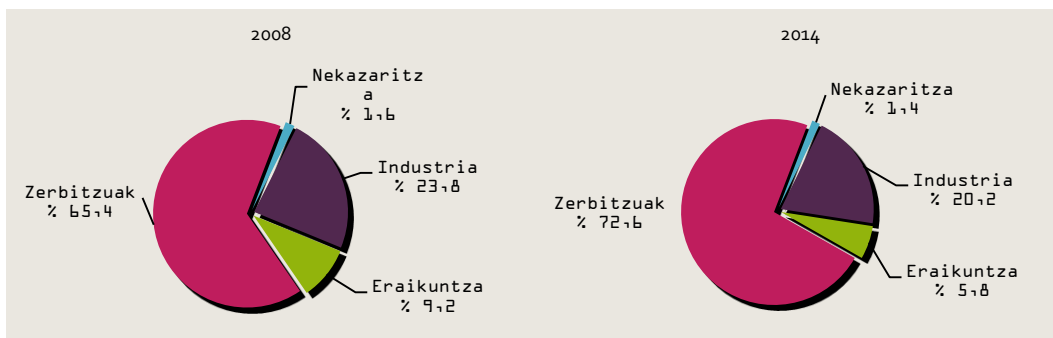 2008
Nekazaritz
a
% 1,6
Industria
% 23,8
Zerbitzuak
% 65,4
Eraikuntza
% 9,2
2014
Nekazaritza
% 1,4
Industria
% 20,2
Zerbitzuak
% 72,6
Eraikuntza
% 5,8